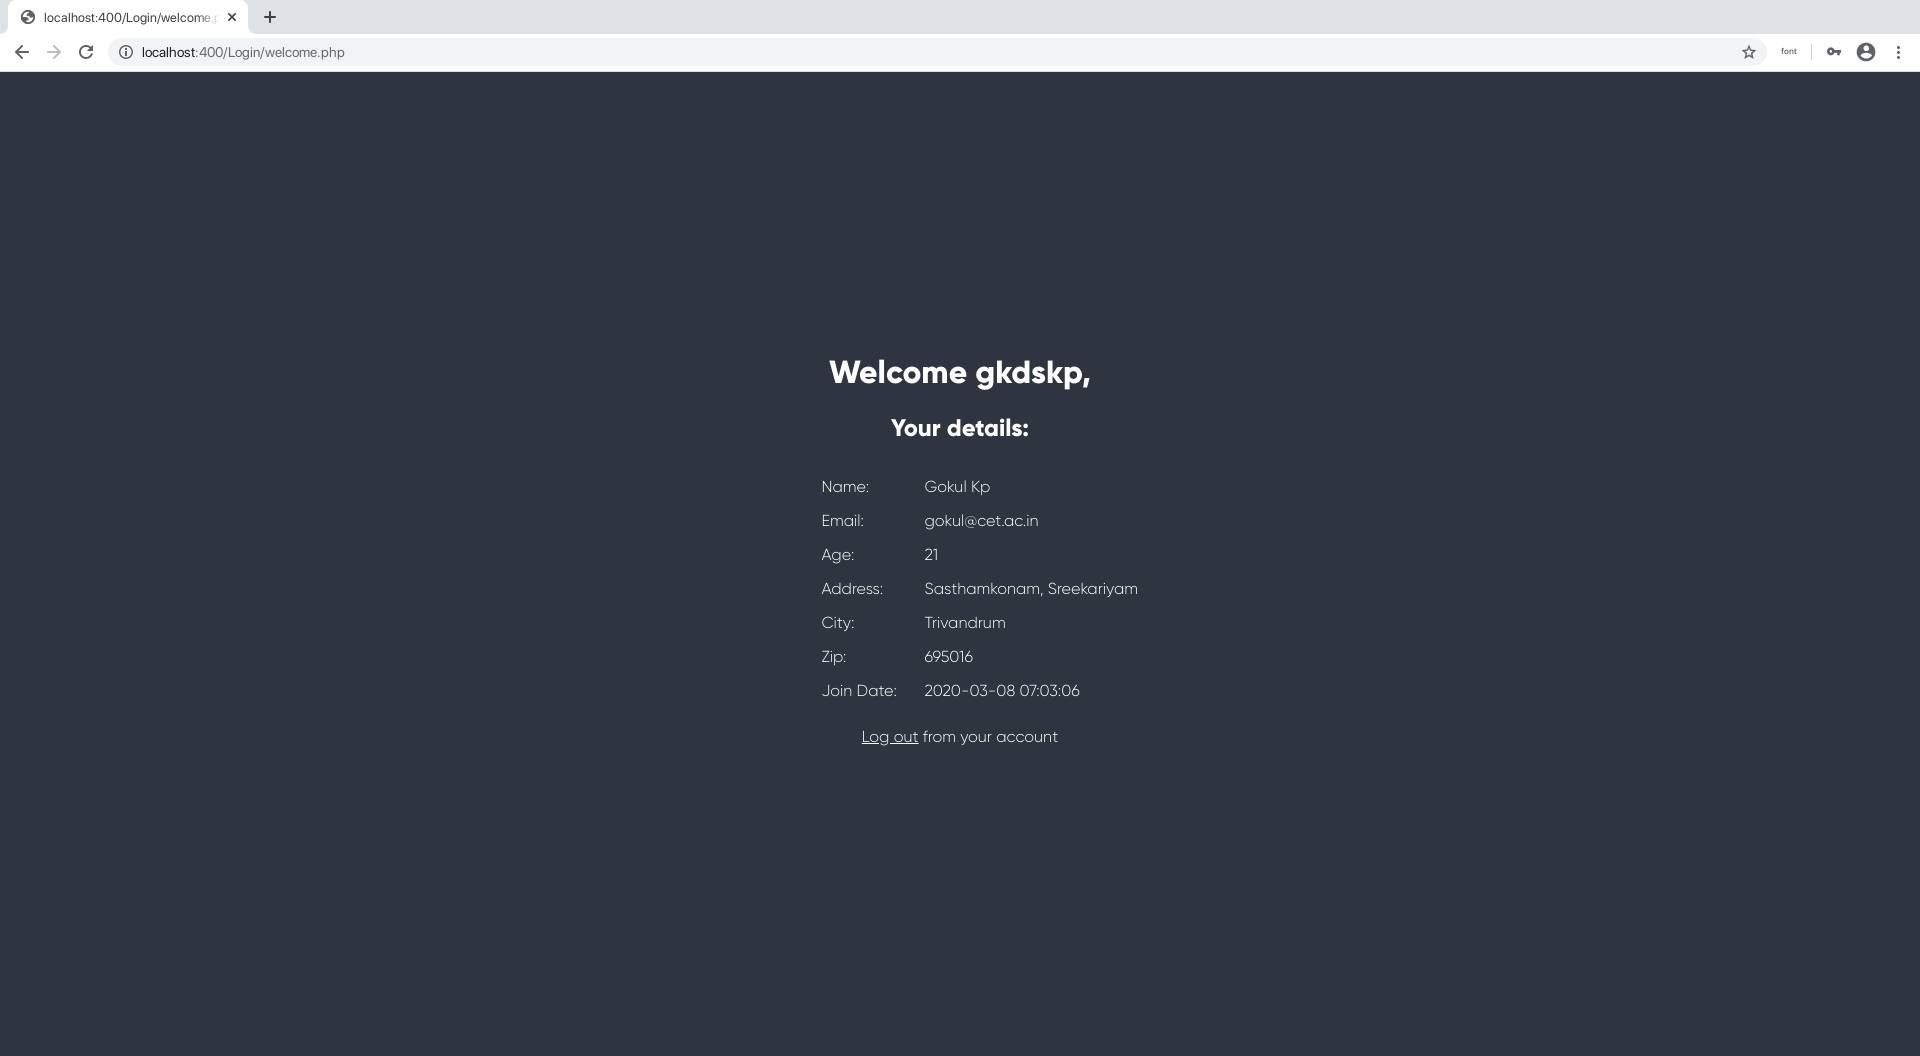 localhost:400/Login/welcome.p
localhost:400/Login/welcome.php
font
Welcome gkdskp,
Your details:
Name: Gokul Kp
Email: gokul@cet.ac.in
Age: 21
Address: Sasthamkonam, Sreekariyam
City: Trivandrum
Zip: 695016
Join Date: 2020-03-08 07:03:06
Log out from your account